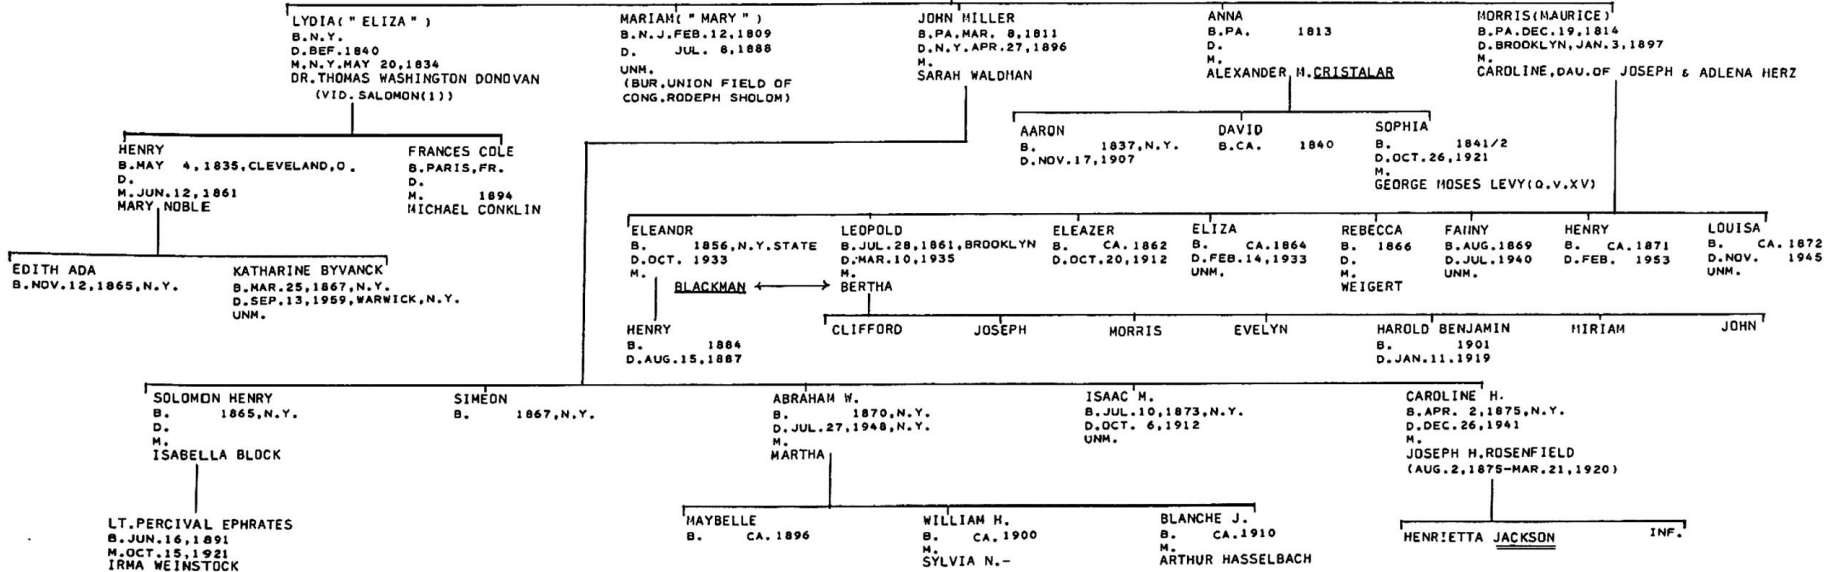 LYDIA("ELIZA")
B.N.Y.
D.BEF.1840
M.N.Y.MAY 20,1834
DR.THOMAS WASHINGTON DONOVAN
(VID.SALOMON(1))
MARIAM("MARY")
B.N.J.FEB.12,1809
D. JUL. 8,1888
UNM.
(BUR.UNION FIELD OF
CONG.RODEPH SHOLOM)
JOHN MILLER
B.PA.MAR. 8,1811
D.N.Y.APR.27,1896
M.
SARAH WALDMAN
ANNA
B.PA. 1813
D.
M.
ALEXANDER M.CRISTALAR
MORRIS(MAURICE)
B.PA.DEC.19,1814
D.BROOKLYN,JAN.3,1897
M.
CAROLINE,DAU.OF JOSEPH & ADLENA HERZ
HENRY
B.MAY 4,1835,CLEVELAND,O.
D.
M.JUN.12,1861
MARY NOBLE
FRANCES COLE
B.PARIS,FR.
D.
M. 1894
MICHAEL CONKLIN
AARON
B. 1837,N.Y.
D.NOV.17,1907
DAVID
B.CA. 1840
SOPHIA
B. 1841/2
D.OCT.26,1921
M.
GEORGE MOSES LEVY(Q.V.XV)
EDITH ADA
B.NOV.12,1865,N.Y.
KATHARINE BYVANCK
B.MAR.25,1867,N.Y.
D.SEP.13,1959,WARWICK,N.Y.
UNM.
ELEANOR
B. 1856,N.Y.STATE
D.OCT. 1933
M.
BLACKMAN
LEOPOLD
B.JUL.28,1861,BROOKLYN
D.MAR.10,1935
M.
BERTHA
ELEAZER
B. CA.1862
D.OCT.20,1912
ELIZA
B. CA.1864
D.FEB.14,1933
UNM.
REBECCA
B. 1866
D.
M.
WEIGERT
FANNY
B.AUG.1869
D.JUL.1940
UNM.
HENRY
B. CA.1871
D.FEB. 1953
LOUISA
B. CA.1872
D.NOV. 1945
UNM.
HENRY
B. 1884
D.AUG.15,1887
CLIFFORD
JOSEPH
MORRIS
EVELYN
HAROLD BENJAMIN
B. 1901
D.JAN.11.1919
MIRIAM
JOHN
SOLOMON HENRY
B. 1865,N.Y.
D.
M.
ISABELLA BLOCK
SIMEON
B. 1867,N.Y.
ABRAHAM W.
B. 1870,N.Y.
D.JUL.27,1948,N.Y.
M.
MARTHA
ISAAC M.
B.JUL.10,1873,N.Y.
D.OCT. 6,1912
UNM.
CAROLINE H.
B.APR. 2,1875,N.Y.
D.DEC.26,1941
M.
JOSEPH H.ROSENFIELD
(AUG.2,1875-MAR.21,1920)
LT.PERCIVAL EPHRATES
B.JUN.16,1891
M.OCT.15,1921
IRMA WEINSTOCK
MAYBELLE
B. CA.1896
WILLIAM H.
B. CA.1900
M.
SYLVIA N.-
BLANCHE J.
B. CA.1910
M.
ARTHUR HASSELBACH
HENRIETTA JACKSON
INF.